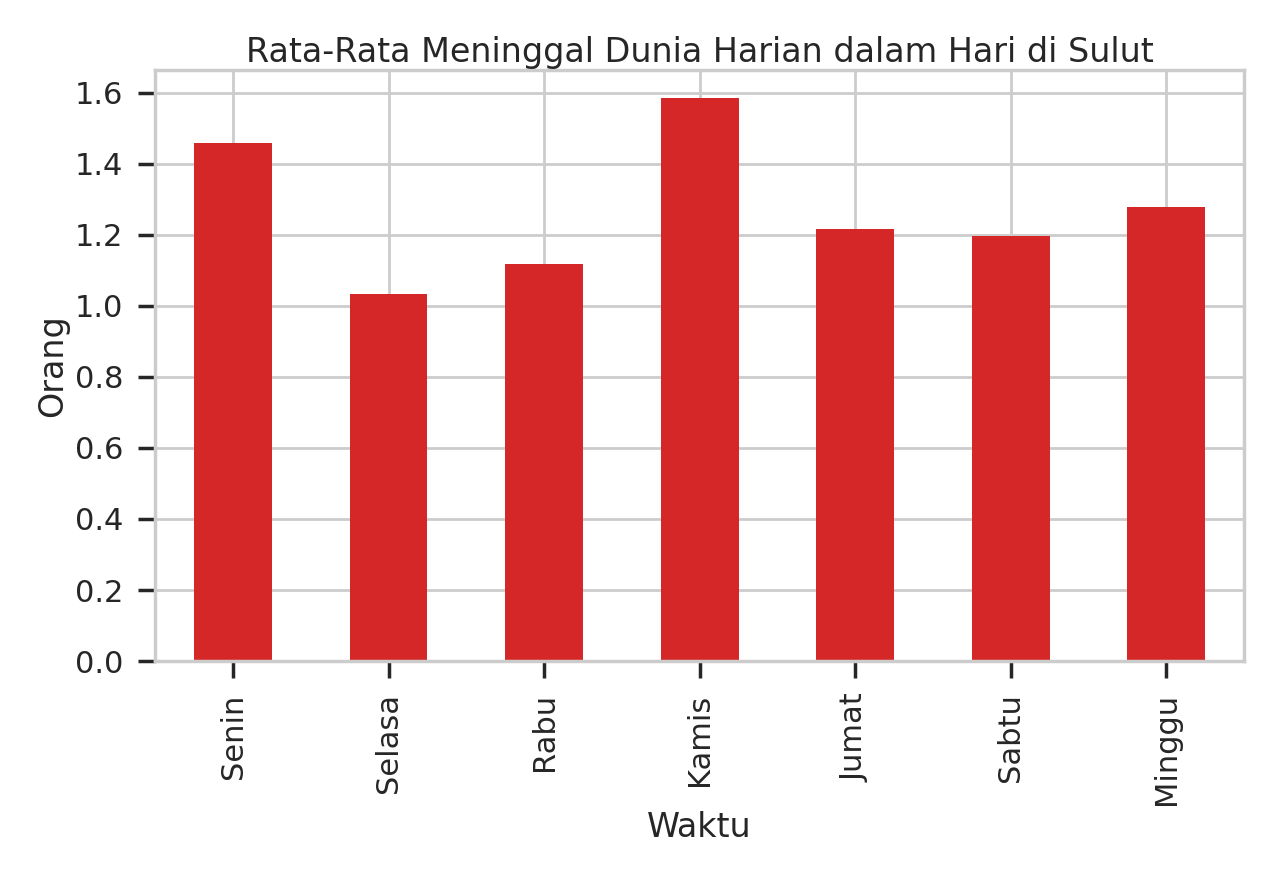 Rata-Rata Meninggal Dunia Harian dalam Hari di Sulut
1.6
1.4
1.2
1.0
0.8
0.6
0.4
0.2
0.0
Orang
Senin
Selasa
Rabu
Kamis
Jumat
Sabtu
Minggu
Waktu